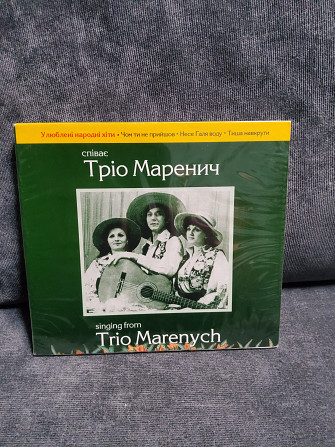 Улюблені народні хіти • Чом ти не прийшов • Несе Галя воду • Тиша навкруги
співає
Тріо Маренич
singing from
Trio Marenych